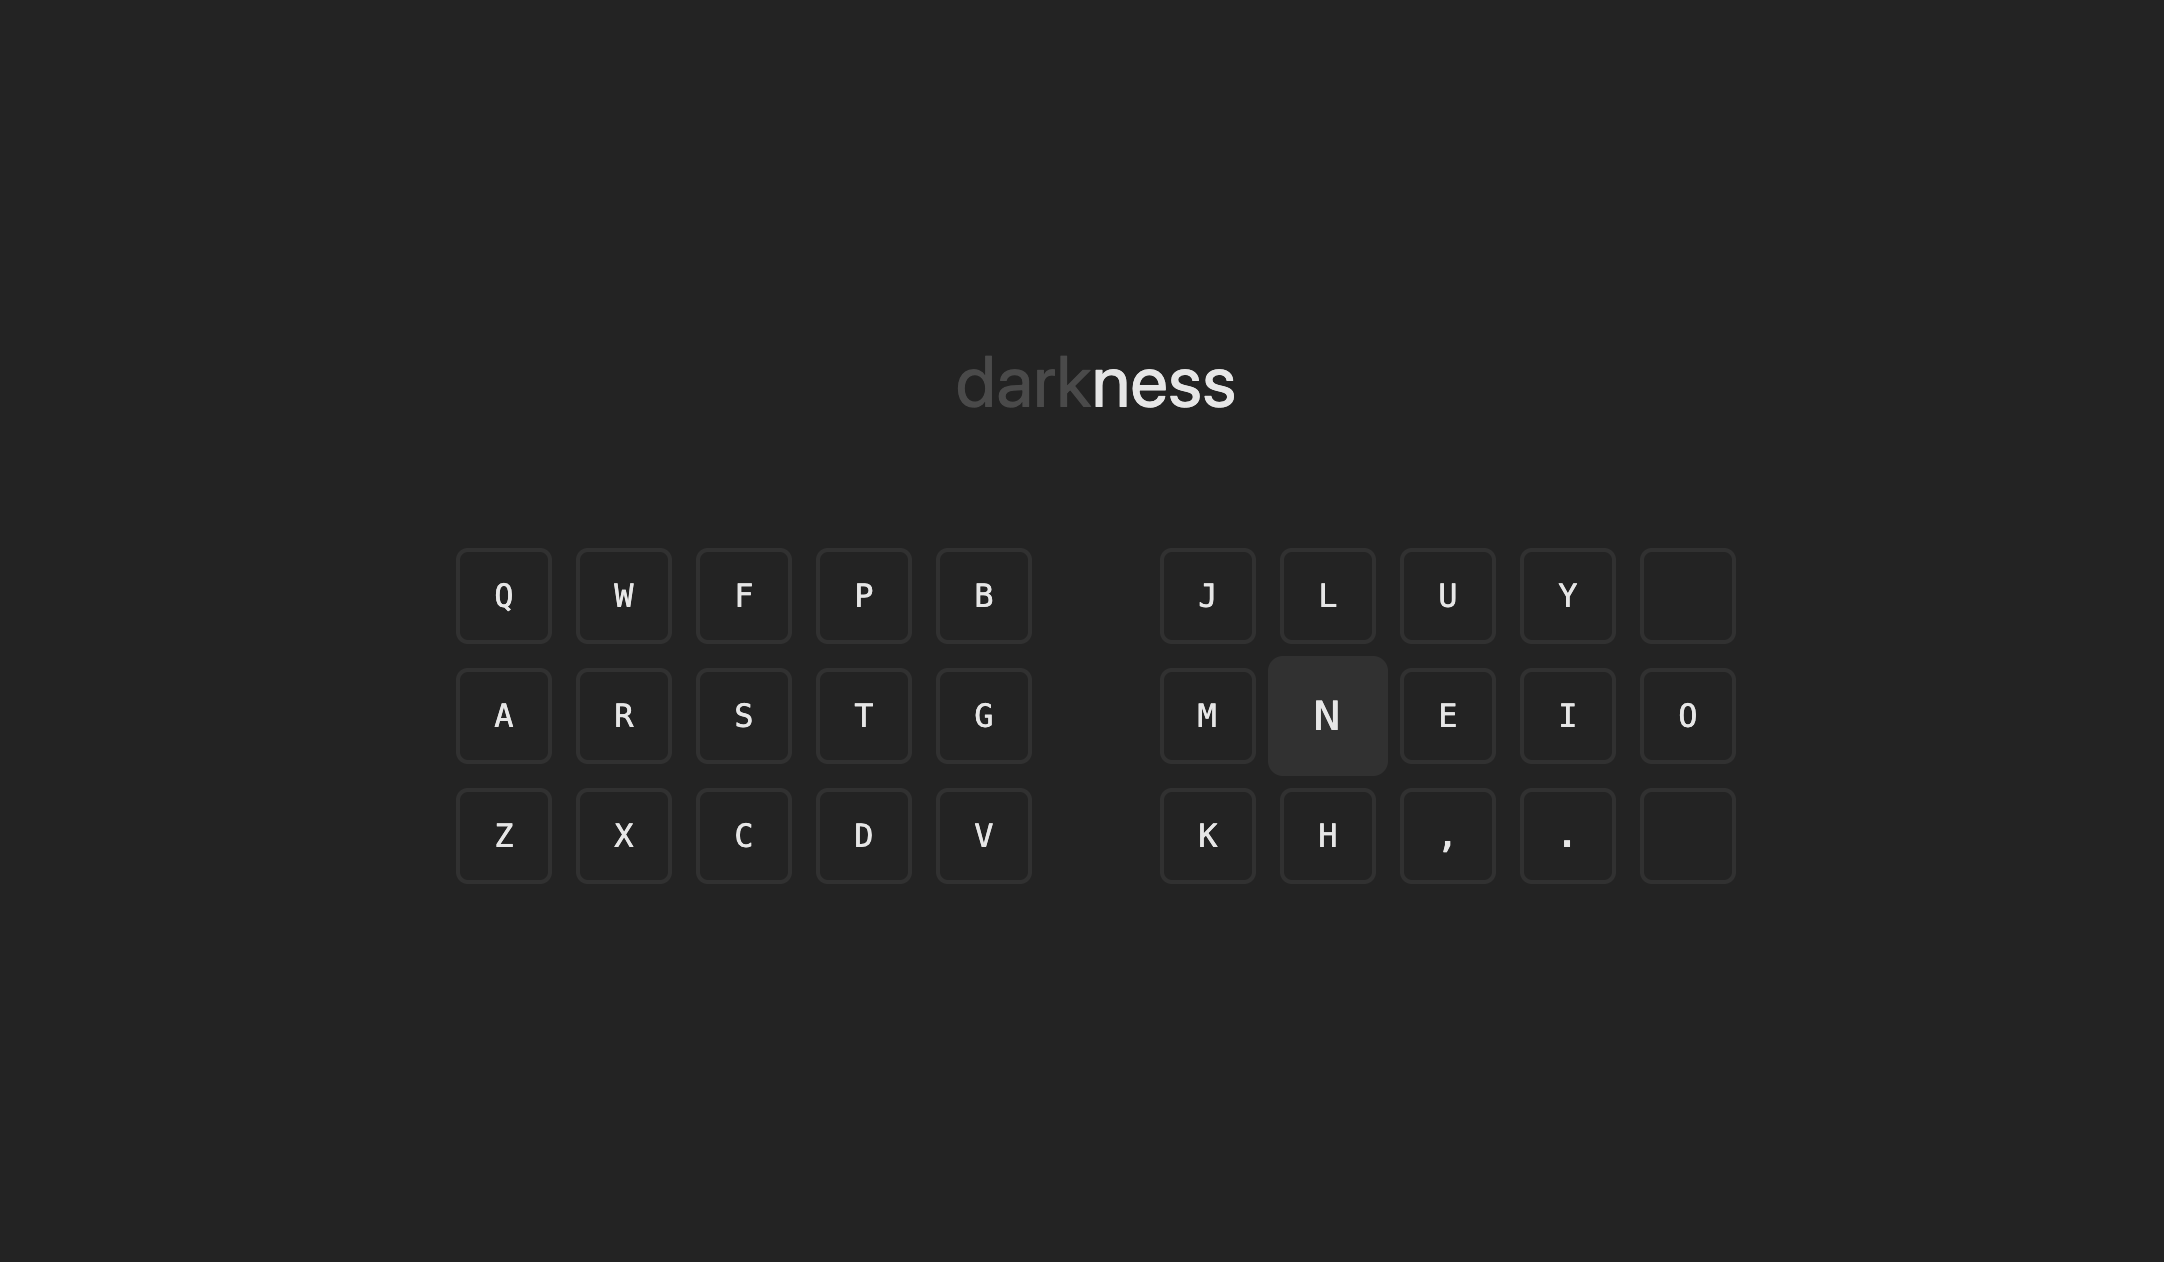 darkness
Q W F P B J L U Y
A R S T G M N E I O
Z X C D V K H , .